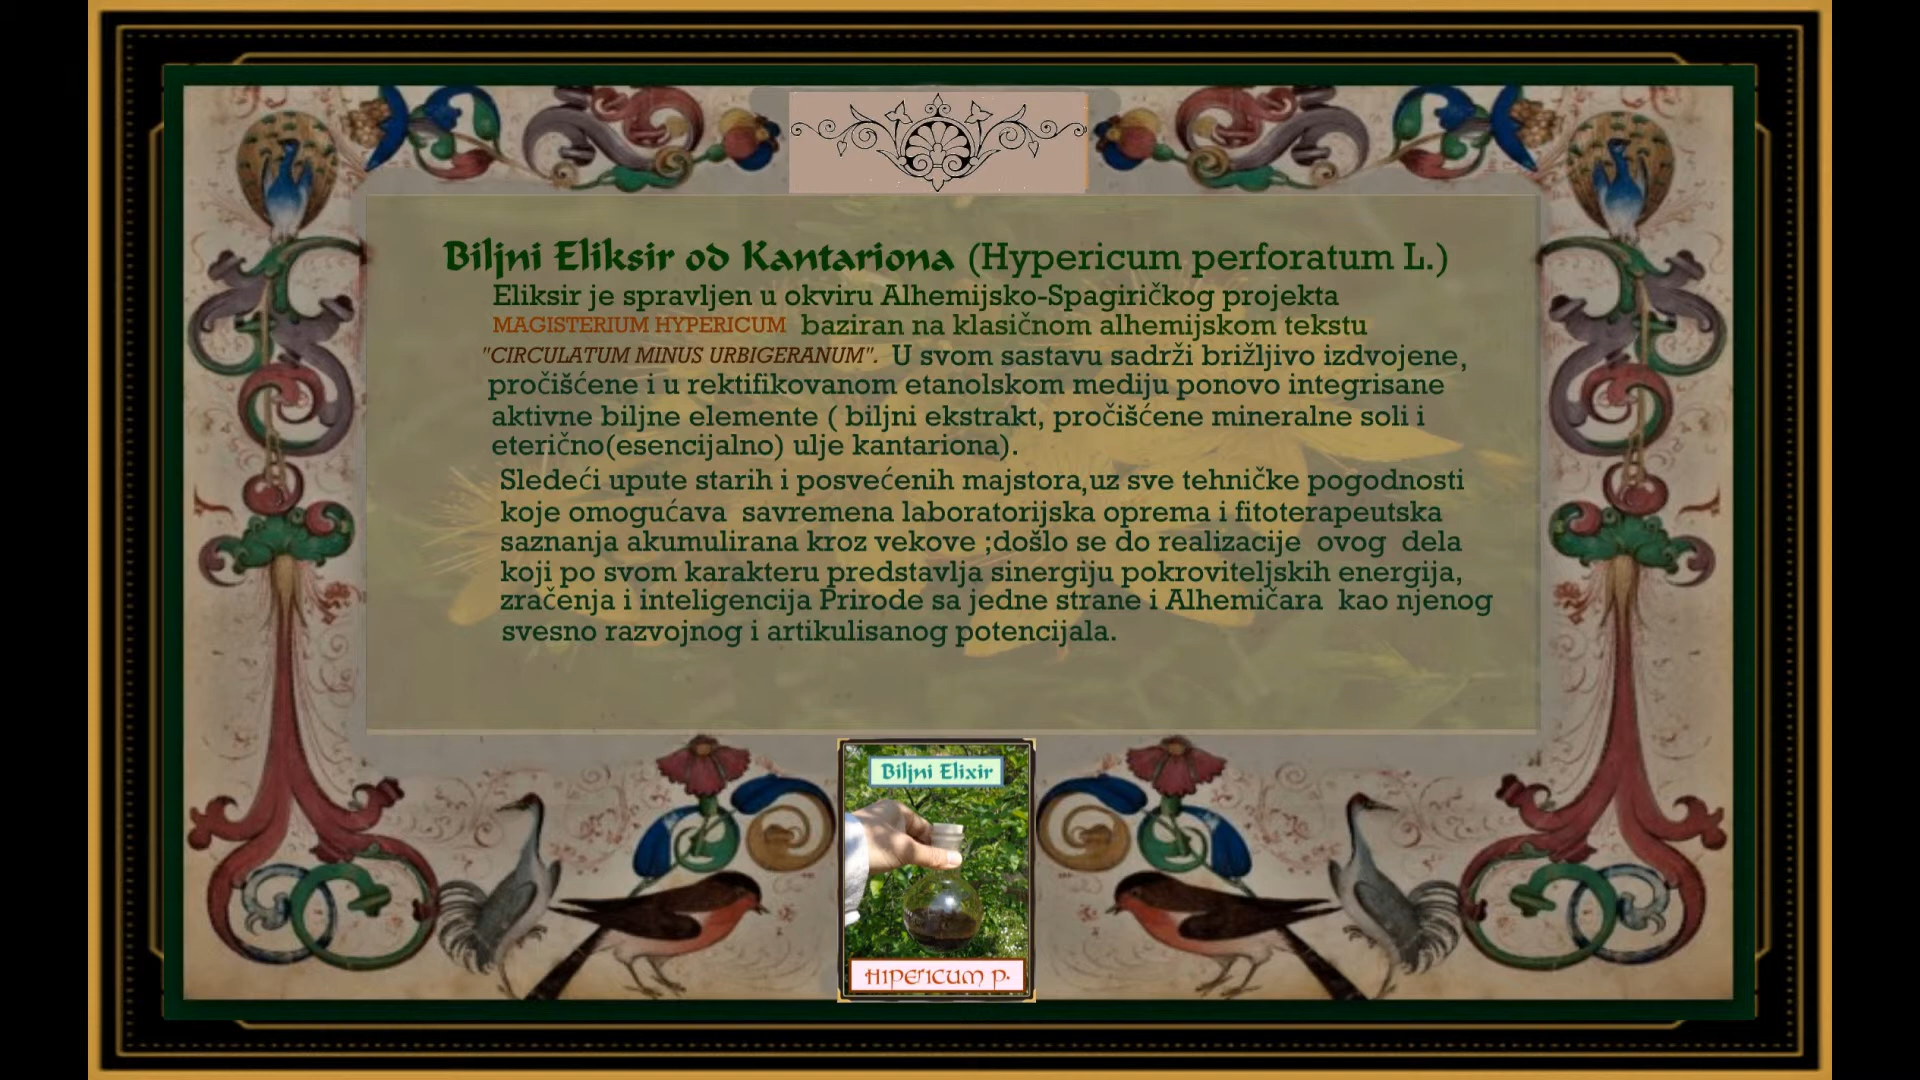 Biljni Eliksir od Kantariona (Hypericum perforatum L.)
Eliksir je spravljen u okviru Alhemijsko-Spagiričkog projekta
MAGISTERIUM HYPERICUM baziran na klasičnom alhemijskom tekstu
"CIRCULATUM MINUS URBIGERANUM". U svom sastavu sadrži brižljivo izdvojene,
pročišćene i u rektifikovanom etanolskom mediju ponovo integrisane
aktivne biljne elemente ( biljni ekstrakt, pročišćene mineralne soli i
eterično(esencijalno) ulje kantariona).
Sledeći upute starih i posvećenih majstora,uz sve tehničke pogodnosti
koje omogućava savremena laboratorijska oprema i fitoterapeutska
saznanja akumulirana kroz vekove ;došlo se do realizacije ovog dela
koji po svom karakteru predstavlja sinergiju pokroviteljskih energija,
zračenja i inteligencija Prirode sa jedne strane i Alhemičara kao njenog
svesno razvojnog i artikulisanog potencijala.
Biljni Elixir
HIPERICUM P.